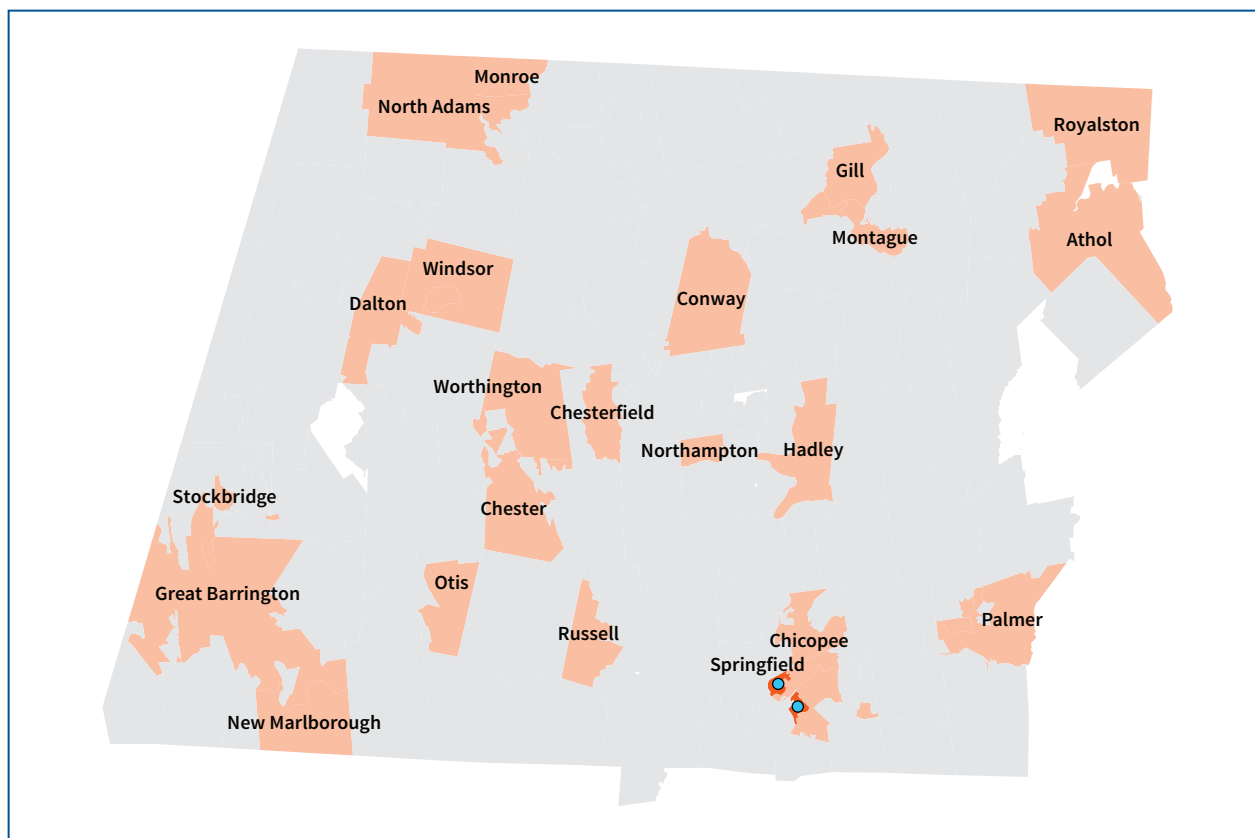 Monroe
North Adams
Royalston
Gill
Montague
Athol
Windsor
Dalton
Conway
Worthington
Chesterfield
Northampton
Hadley
Stockbridge
Chester
Otis
Great Barrington
Russell
Palmer
Chicopee
Springfield
New Marlborough